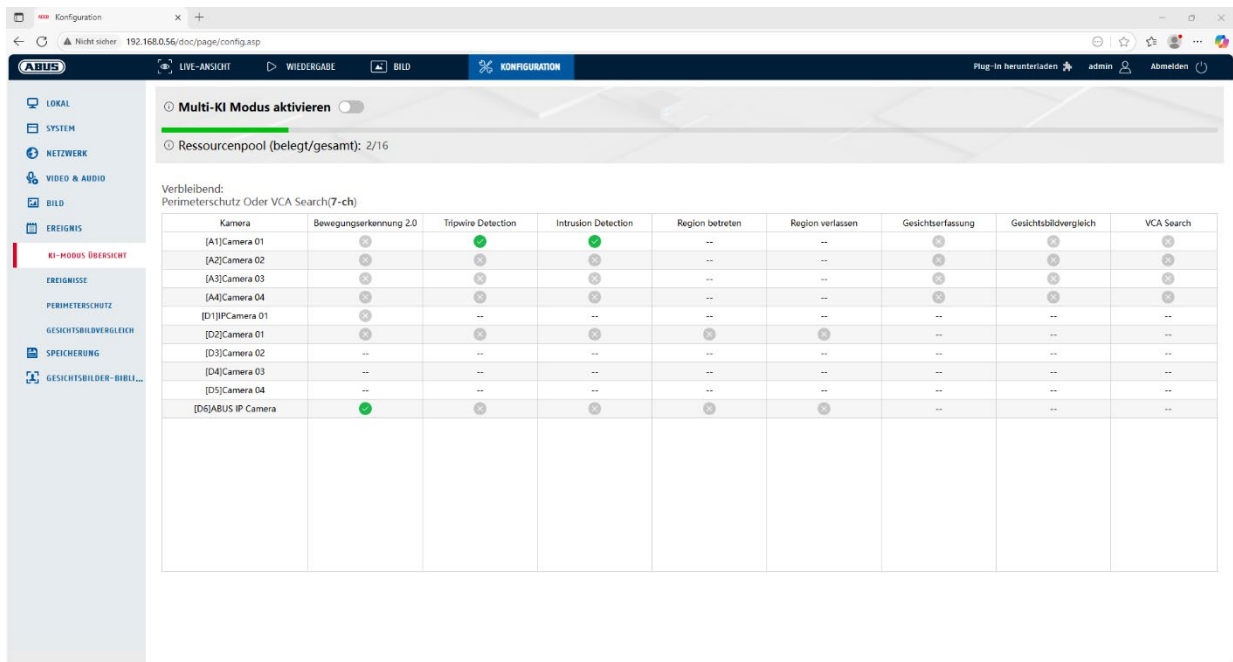 Konfiguration
Nicht sicher 192.168.0.56/doc/page/config.asp
ABUS LIVE-ANSICHT WIEDERGABE BILD KONFIGURATION Plug-In herunterladen admin Abmelden
LOKAL
SYSTEM
NETZWERK
VIDEO & AUDIO
BILD
EREIGNIS
KI-MODUS ÜBERSICHT
EREIGNISSE
PERIMETERSCHUTZ
GESICHTSBILDVERGLEICH
SPEICHERUNG
GESICHTSBILDER-BIBLI...
Multi-KI Modus aktivieren
Ressourcenpool (belegt/gesamt): 2/16
Verbleibend:
Perimeterschutz Oder VCA Search(7-ch)
Kamera Bewegungserkennung 2.0 Tripwire Detection Intrusion Detection Region betreten Region verlassen Gesichtserfassung Gesichtsbildvergleich VCA Search
[A1]Camera 01 -- --
[A2]Camera 02 -- --
[A3]Camera 03 -- --
[A4]Camera 04 -- --
[D1]IPCamera 01 -- -- -- -- -- -- --
[D2]Camera 01 -- -- --
[D3]Camera 02 -- -- -- -- -- -- -- --
[D4]Camera 03 -- -- -- -- -- -- -- --
[D5]Camera 04 -- -- -- -- -- -- -- --
[D6]ABUS IP Camera -- -- --